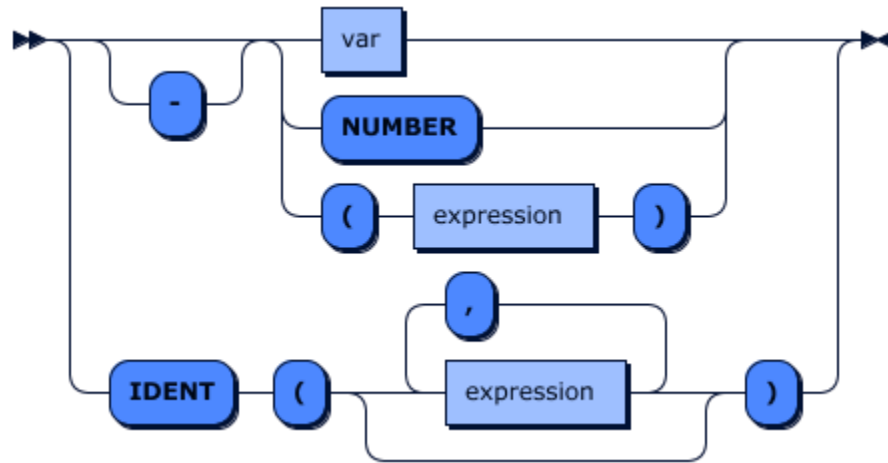 var
-
NUMBER
( expression )
,
IDENT ( expression )